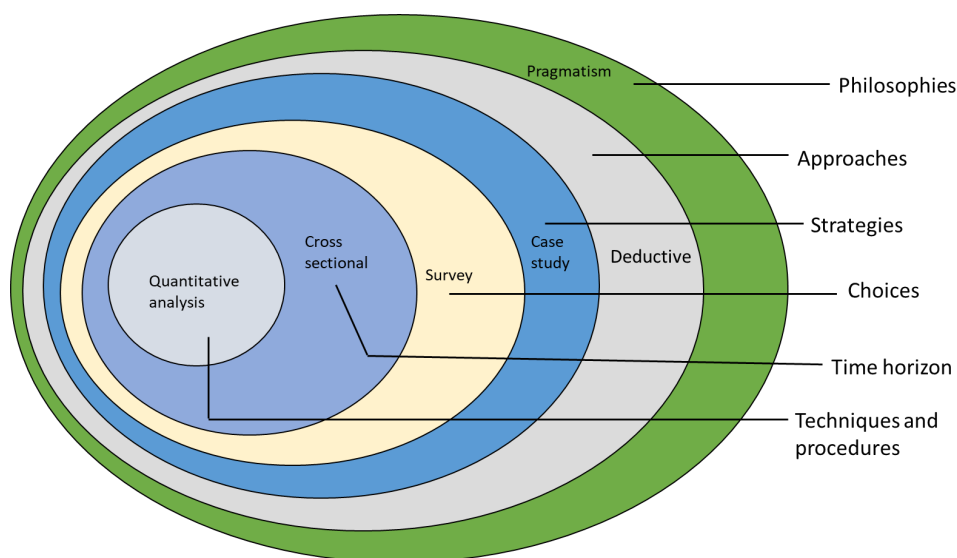 Pragmatism
Philosophies
Approaches
Strategies
Cross
sectional
Survey
Case
study
Deductive
Quantitative
analysis
Choices
Time horizon
Techniques and
procedures